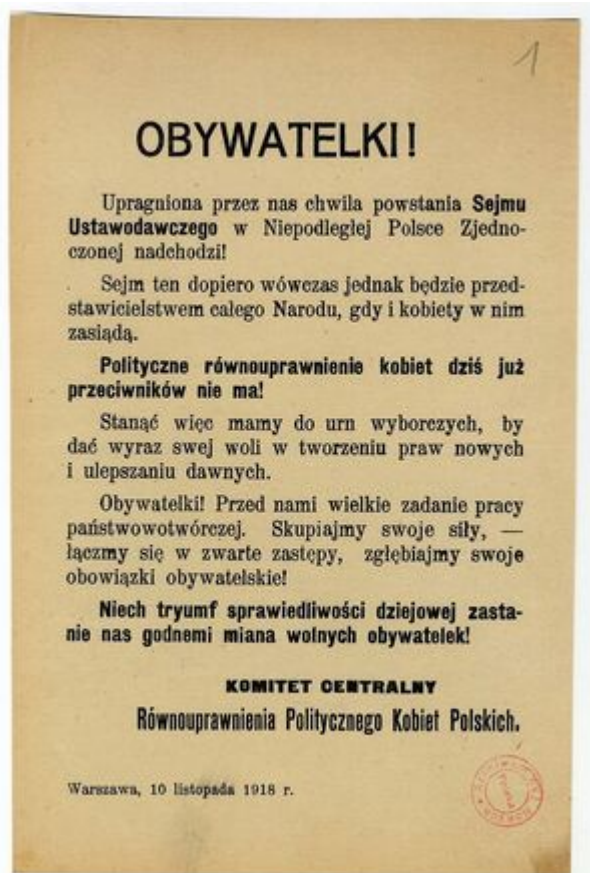 1
OBYWATELKI!
Upragniona przez nas chwila powstania Sejmu
Ustawodawczego w Niepodległej Polsce Zjedno-
czonej nadchodzi!
Sejm ten dopiero wówczas jednak będzie przed-
stawicielstwem całego Narodu, gdy i kobiety w nim
zasiądą.
Polityczne równouprawnienie kobiet dziś już
przeciwników nie ma!
Stanąć więc mamy do urn wyborczych, by
dać wyraz swej woli w tworzeniu praw nowych
i ulepszaniu dawnych.
Obywatelki! Przed nami wielkie zadanie pracy
państwowotwórczej. Skupiajmy swoje siły, —
łączmy się w zwarte zastępy, zgłębiajmy swoje
obowiązki obywatelskie!
Niech tryumf sprawiedliwości dziejowej zasta-
nie nas godnemi miana wolnych obywatelek!
KOMITET CENTRALNY
Równouprawnienia Politycznego Kobiet Polskich.
Warszawa, 10 listopada 1918 r.